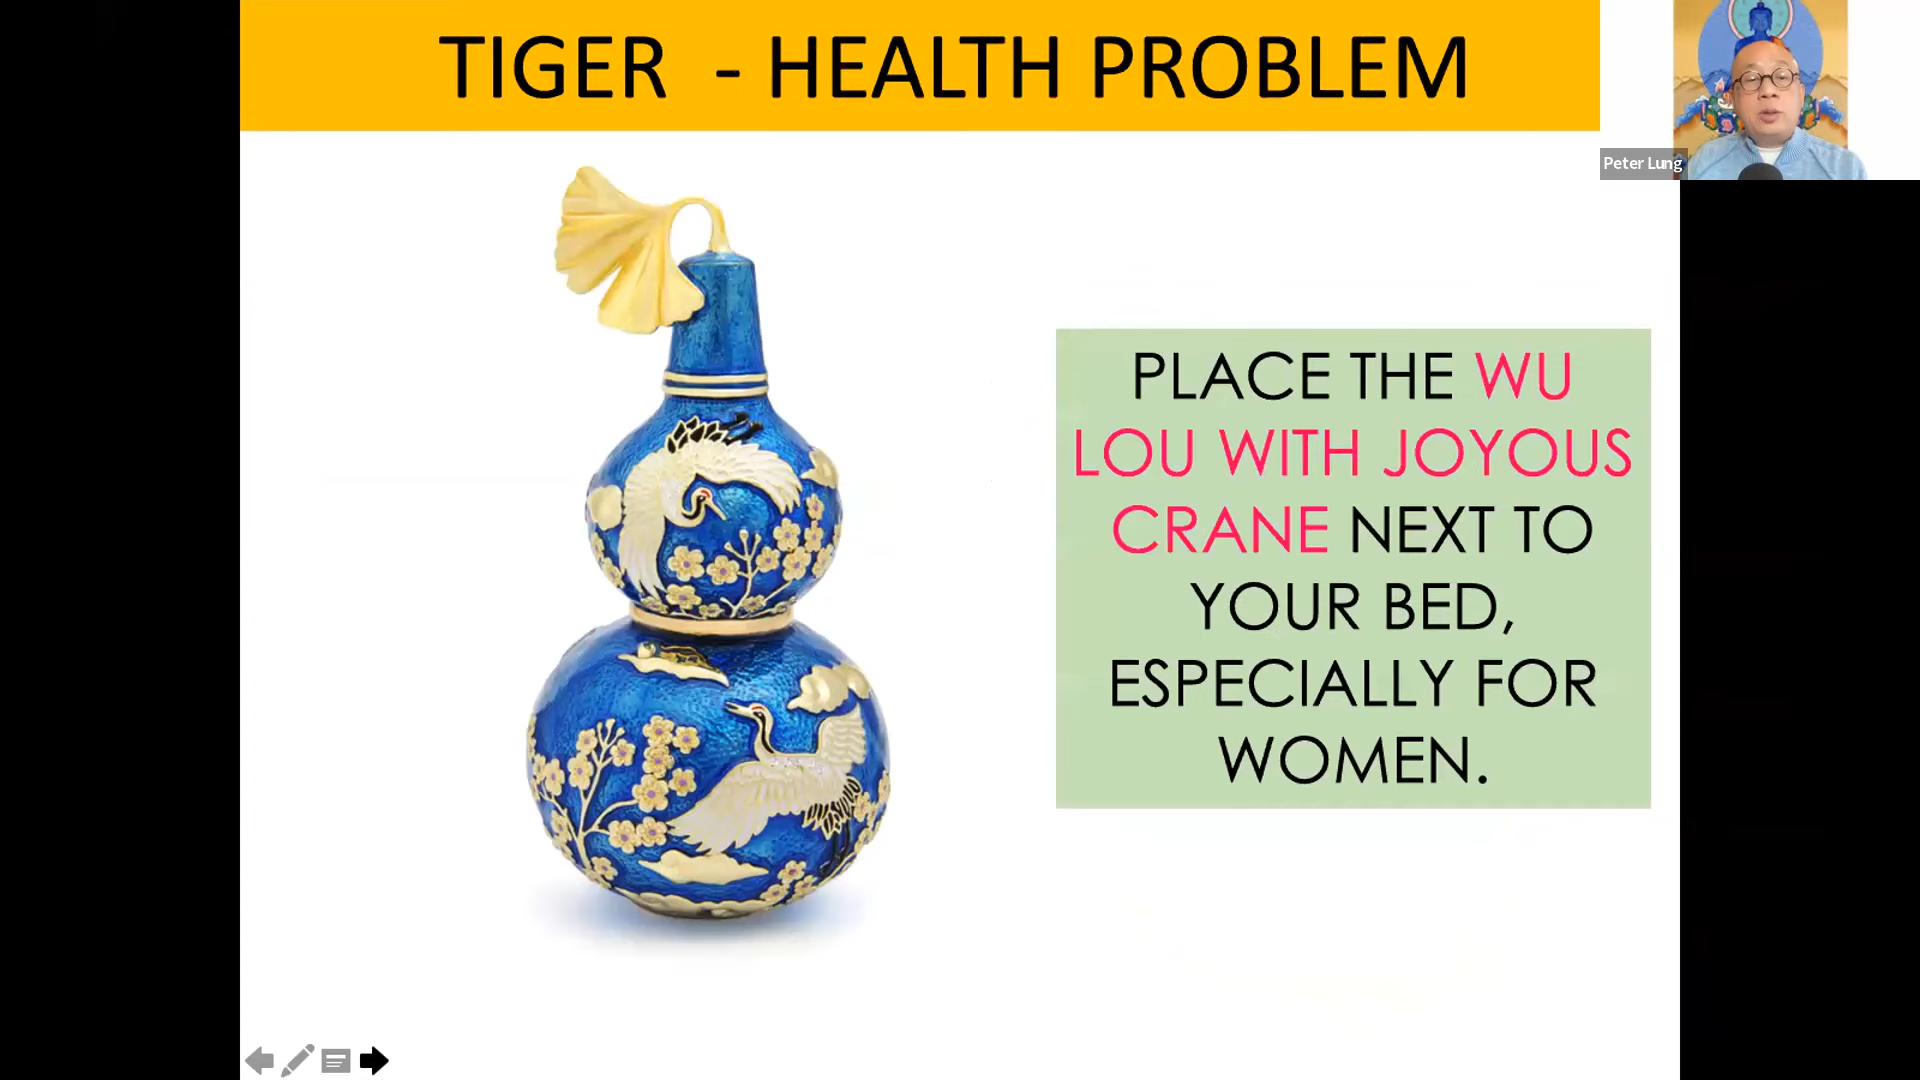 TIGER - HEALTH PROBLEM
Peter Lung
PLACE THE WU
LOU WITH JOYOUS
CRANE NEXT TO
YOUR BED,
ESPECIALLY FOR
WOMEN.